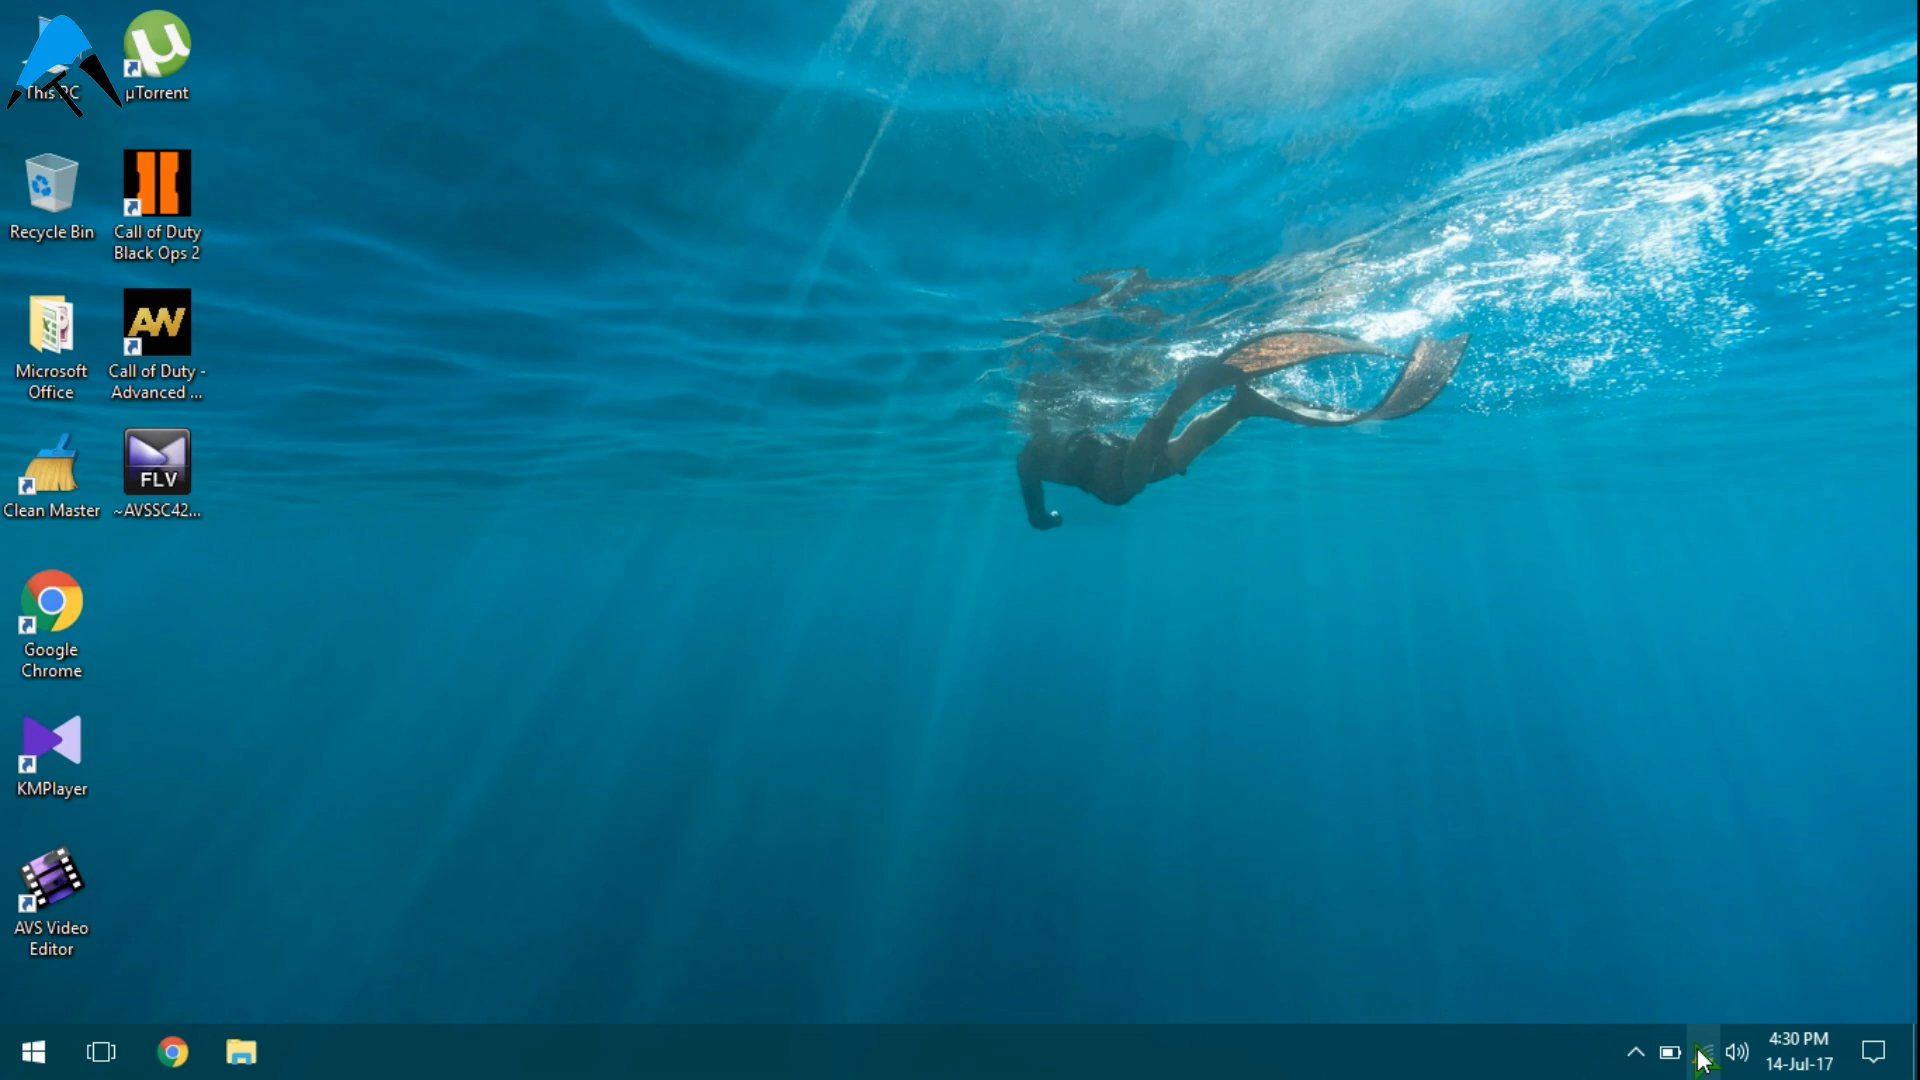 This PC
µTorrent
Recycle Bin
Call of Duty
Black Ops 2
Microsoft
Office
AW
Call of Duty -
Advanced ...
Clean Master
FLV
~AVSSC42...
Google
Chrome
KMPlayer
AVS Video
Editor
4:30 PM
14-Jul-17